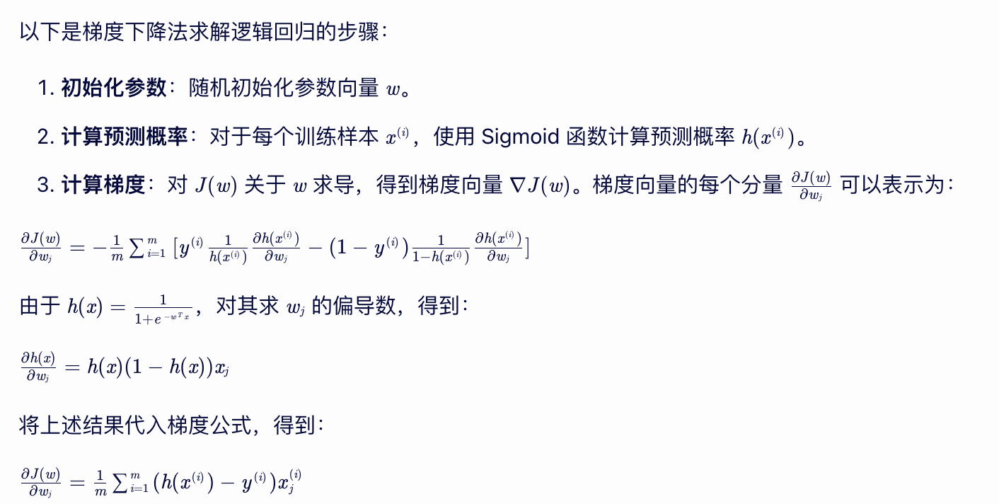 以下是梯度下降法求解逻辑回归的步骤：
1. 初始化参数：随机初始化参数向量 $w$。
2. 计算预测概率：对于每个训练样本 $x^{(i)}$，使用 Sigmoid 函数计算预测概率 $h(x^{(i)})$。
3. 计算梯度：对 $J(w)$ 关于 $w$ 求导，得到梯度向量 $\nabla J(w)$。梯度向量的每个分量 $\frac{\partial J(w)}{\partial w_j}$ 可以表示为：
$\frac{\partial J(w)}{\partial w_j} = -\frac{1}{m} \sum_{i=1}^{m} [y^{(i)} \frac{1}{h(x^{(i)})} \frac{\partial h(x^{(i)})}{\partial w_j} - (1 - y^{(i)}) \frac{1}{1-h(x^{(i)})} \frac{\partial h(x^{(i)})}{\partial w_j}]$
由于 $h(x) = \frac{1}{1+e^{-w^T x}}$，对其求 $w_j$ 的偏导数，得到：
$\frac{\partial h(x)}{\partial w_j} = h(x)(1 - h(x))x_j$
将上述结果代入梯度公式，得到：
$\frac{\partial J(w)}{\partial w_j} = \frac{1}{m} \sum_{i=1}^{m} (h(x^{(i)}) - y^{(i)})x_j^{(i)}$